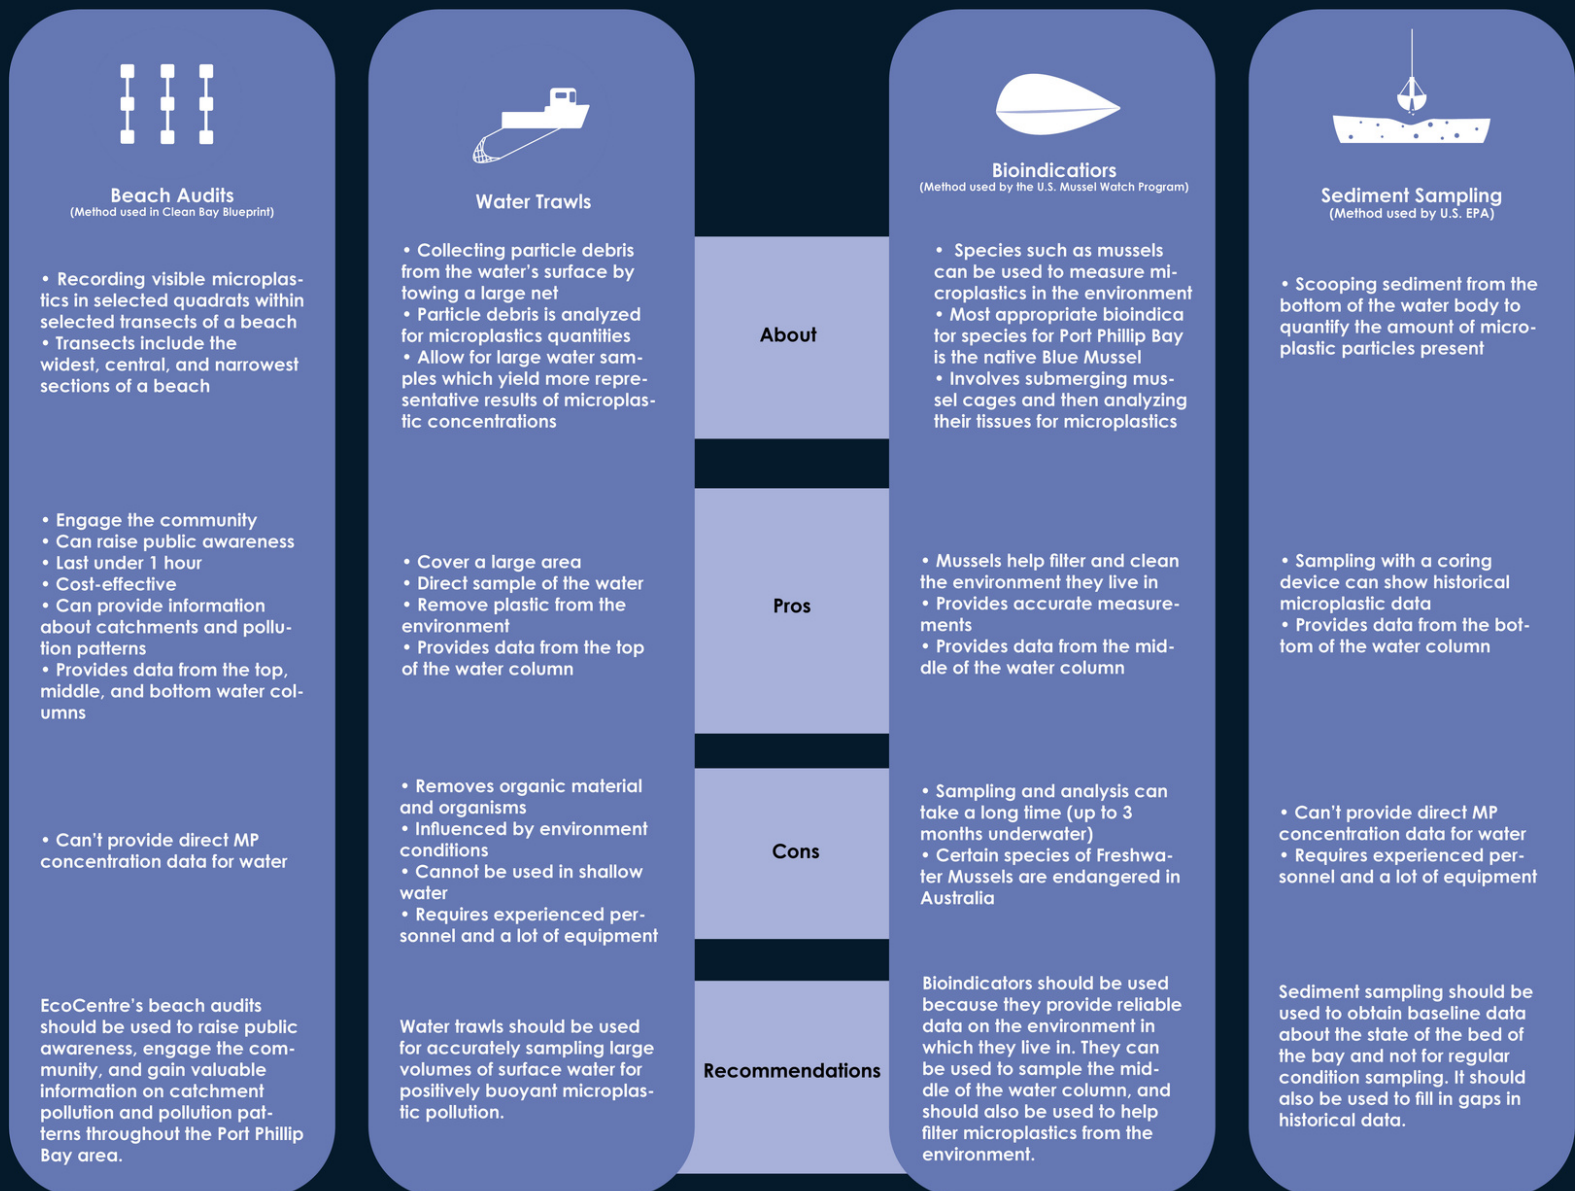 Beach Audits
(Method used in Clean Bay Blueprint)
• Recording visible microplas-
tics in selected quadrats within
selected transects of a beach
• Transects include the
widest, central, and narrowest
sections of a beach
• Engage the community
• Can raise public awareness
• Last under 1 hour
• Cost-effective
• Can provide information
about catchments and pollu-
tion patterns
• Provides data from the top,
middle, and bottom water col-
umns
• Can't provide direct MP
concentration data for water
EcoCentre's beach audits
should be used to raise public
awareness, engage the com-
munity, and gain valuable
information on catchment
pollution and pollution pat-
terns throughout the Port Phillip
Bay area.
Water Trawls
• Collecting particle debris
from the water's surface by
towing a large net
• Particle debris is analyzed
for microplastics quantities
• Allow for large water sam-
ples which yield more repre-
sentative results of microplas-
tic concentrations
• Cover a large area
• Direct sample of the water
• Remove plastic from the
environment
• Provides data from the top
of the water column
• Removes organic material
and organisms
• Influenced by environment
conditions
• Cannot be used in shallow
water
• Requires experienced per-
sonnel and a lot of equipment
Water trawls should be used
for accurately sampling large
volumes of surface water for
positively buoyant microplas-
tic pollution.
About
Pros
Cons
Recommendations
Bioindicatiors
(Method used by the U.S. Mussel Watch Program)
• Species such as mussels
can be used to measure mi-
croplastics in the environment
• Most appropriate bioindica
tor species for Port Phillip Bay
is the native Blue Mussel
• Involves submerging mus-
sel cages and then analyzing
their tissues for microplastics
• Mussels help filter and clean
the environment they live in
• Provides accurate measure-
ments
• Provides data from the mid-
dle of the water column
• Sampling and analysis can
take a long time (up to 3
months underwater)
• Certain species of Freshwa-
ter Mussels are endangered in
Australia
Bioindicators should be used
because they provide reliable
data on the environment in
which they live in. They can
be used to sample the mid-
dle of the water column, and
should also be used to help
filter microplastics from the
environment.
Sediment Sampling
(Method used by U.S. EPA)
• Scooping sediment from the
bottom of the water body to
quantify the amount of micro-
plastic particles present
• Sampling with a coring
device can show historical
microplastic data
• Provides data from the bot-
tom of the water column
• Can't provide direct MP
concentration data for water
• Requires experienced per-
sonnel and a lot of equipment
Sediment sampling should be
used to obtain baseline data
about the state of the bed of
the bay and not for regular
condition sampling. It should
also be used to fill in gaps in
historical data.